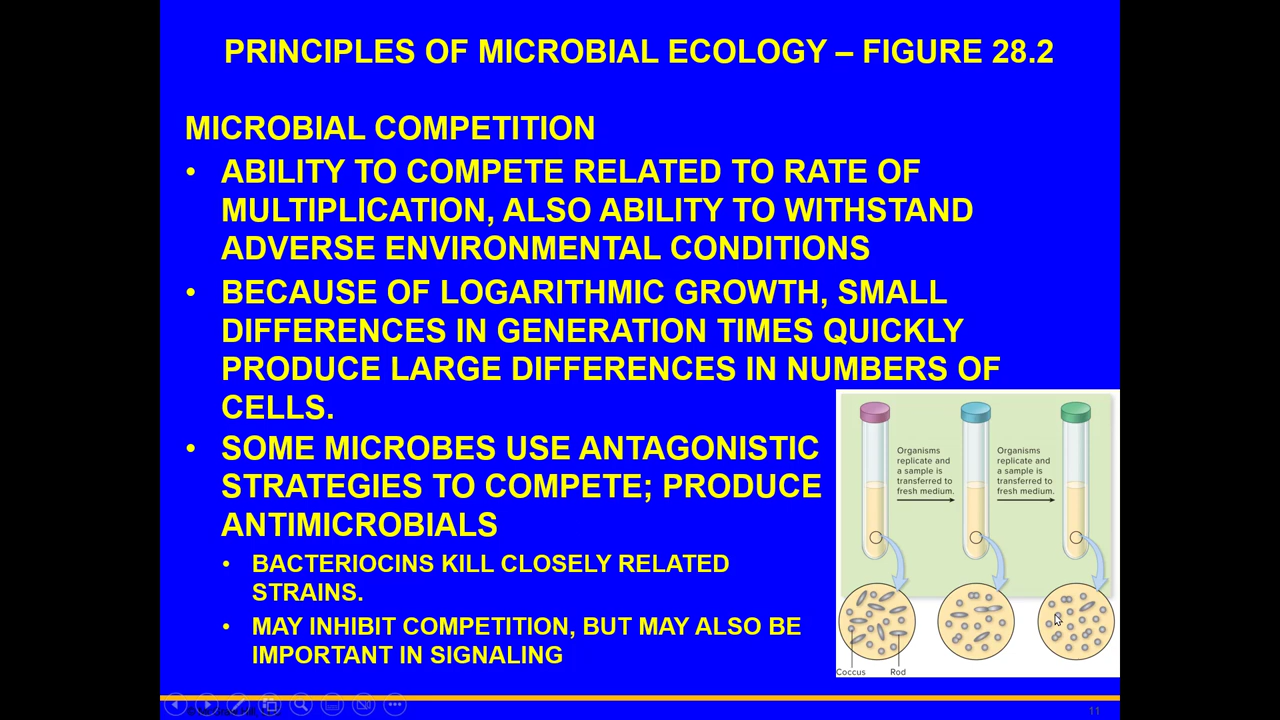 PRINCIPLES OF MICROBIAL ECOLOGY – FIGURE 28.2
MICROBIAL COMPETITION
• ABILITY TO COMPETE RELATED TO RATE OF
MULTIPLICATION, ALSO ABILITY TO WITHSTAND
ADVERSE ENVIRONMENTAL CONDITIONS
• BECAUSE OF LOGARITHMIC GROWTH, SMALL
DIFFERENCES IN GENERATION TIMES QUICKLY
PRODUCE LARGE DIFFERENCES IN NUMBERS OF
CELLS.
• SOME MICROBES USE ANTAGONISTIC
STRATEGIES TO COMPETE; PRODUCE
ANTIMICROBIALS
• BACTERIOCINS KILL CLOSELY RELATED
STRAINS.
• MAY INHIBIT COMPETITION, BUT MAY ALSO BE
IMPORTANT IN SIGNALING
Organisms
replicate and
a sample is
transferred to
fresh medium.
Organisms
replicate and
a sample is
transferred to
fresh medium.
Coccus
Rod
11